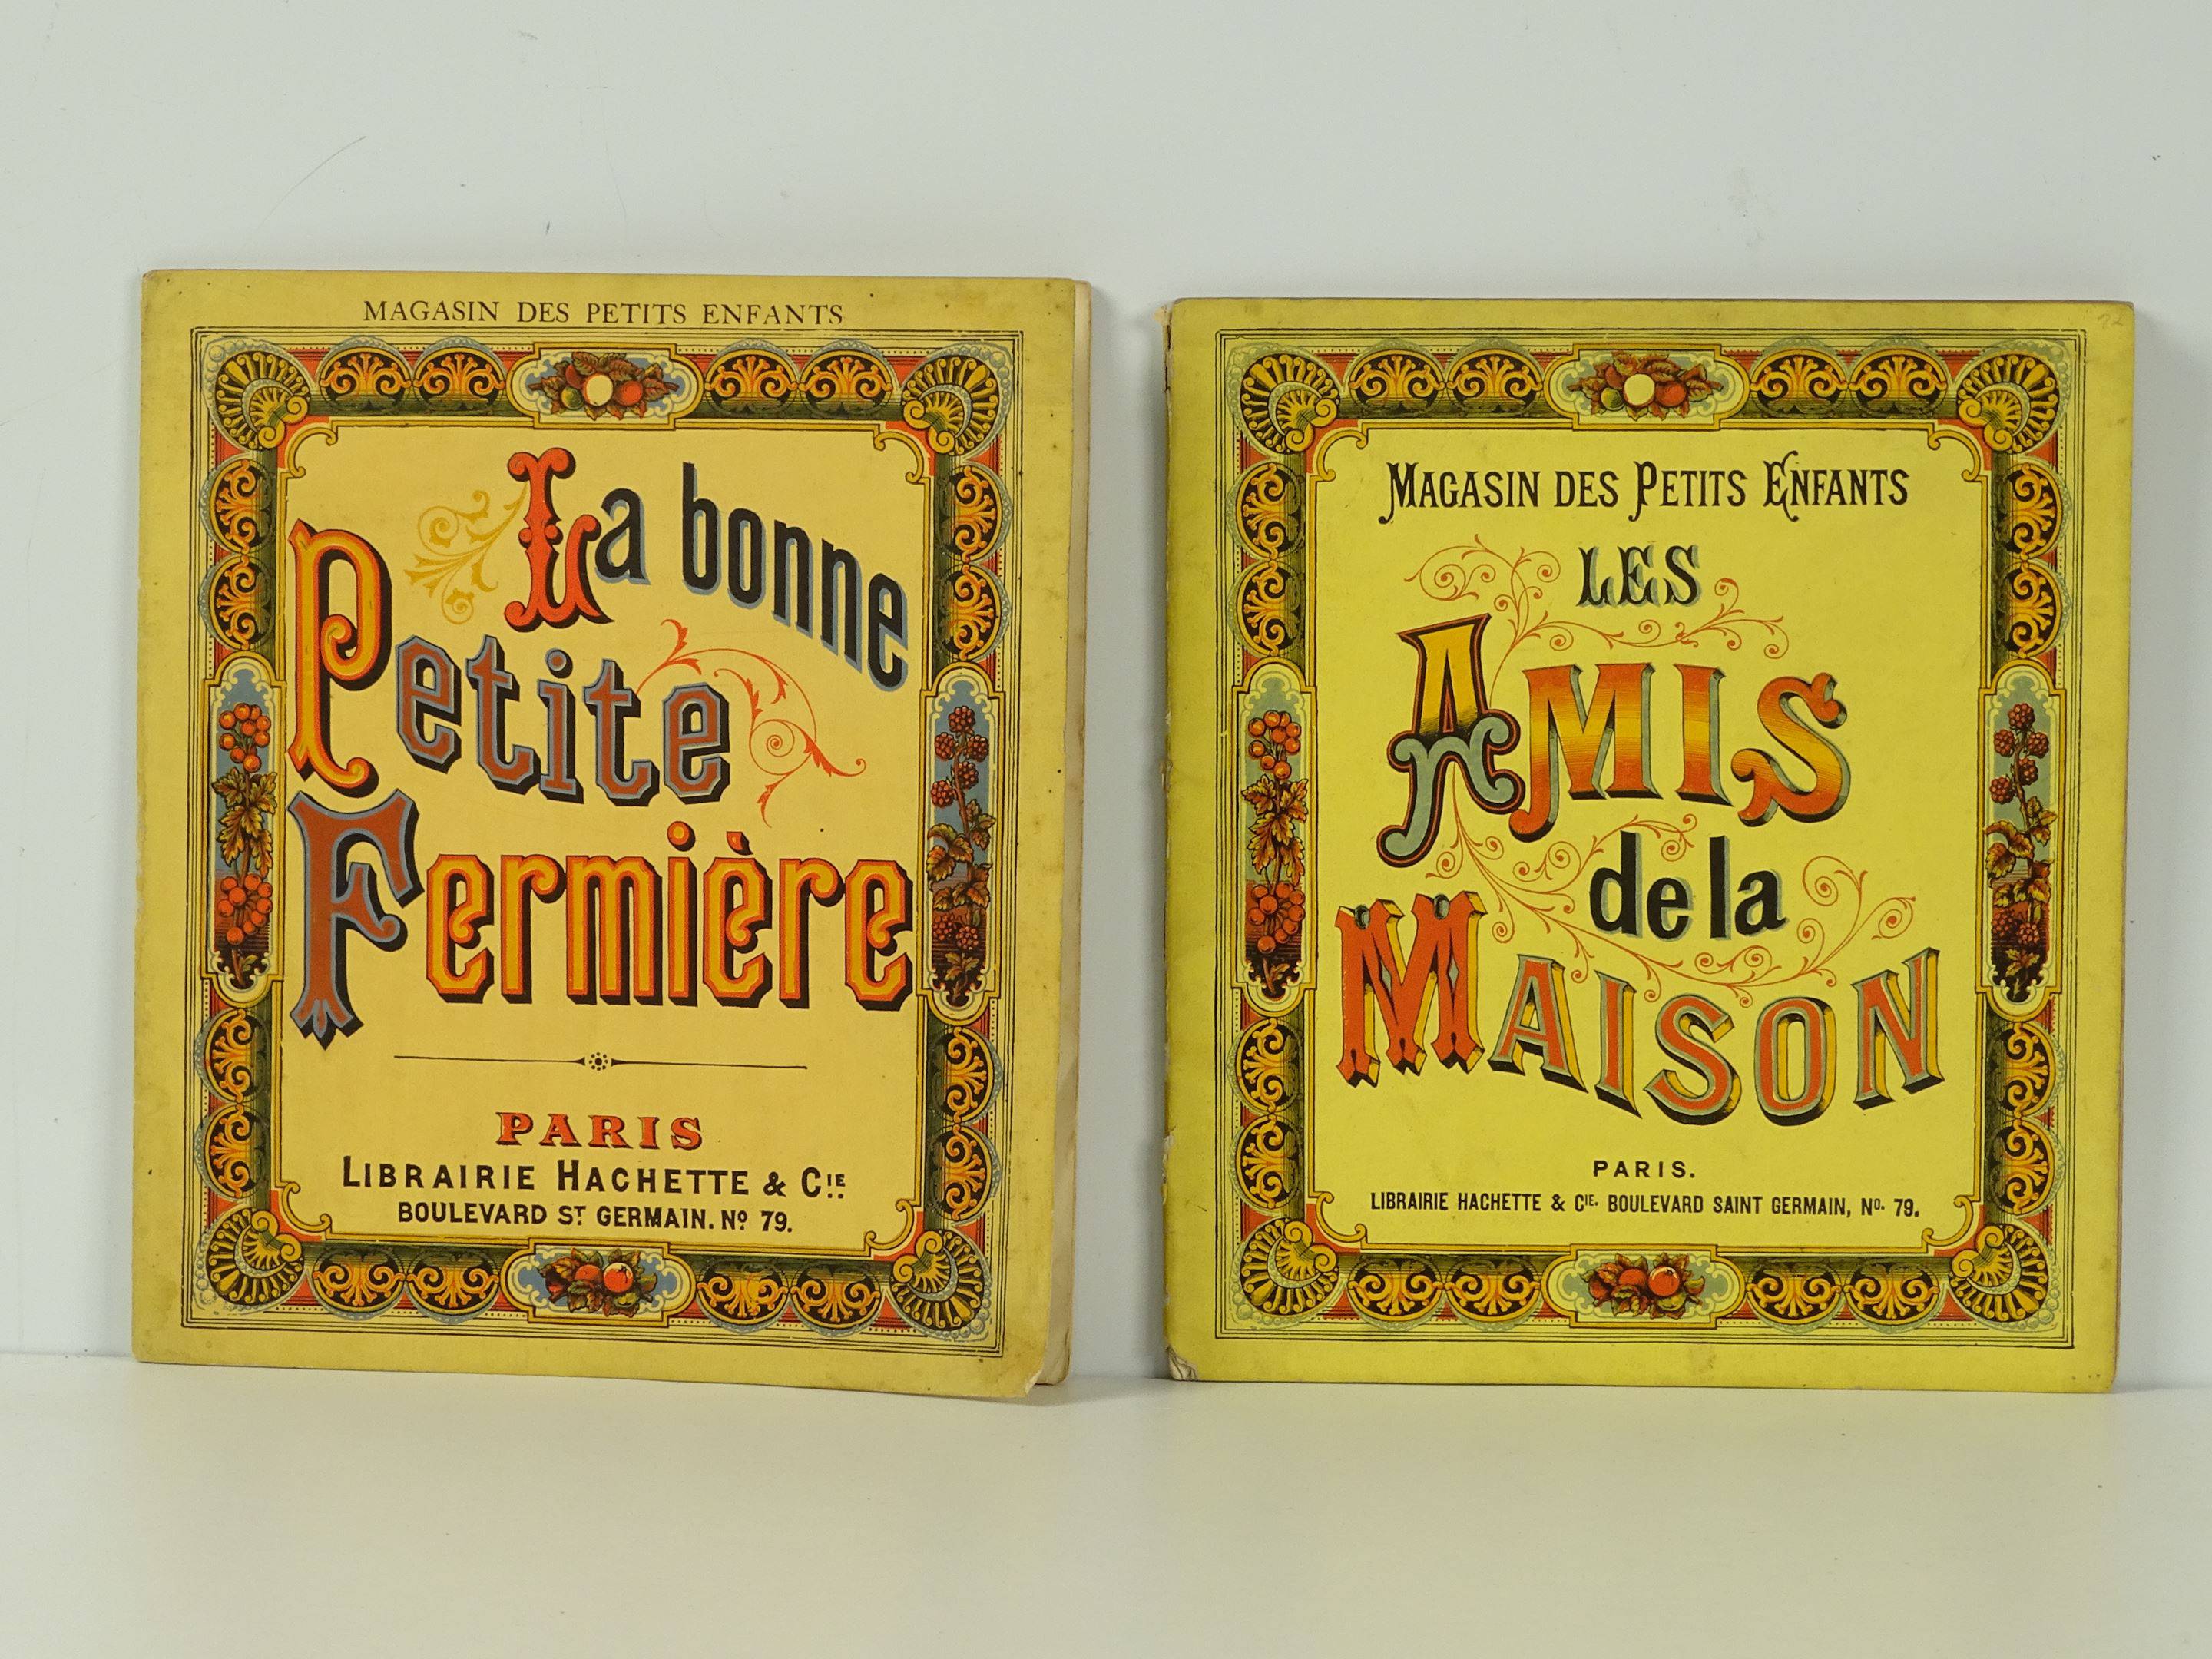 MAGASIN DES PETITS ENFANTS
La bonne
Petite
Fermière
PARIS
LIBRAIRIE HACHETTE & CIE.
BOULEVARD ST GERMAIN. No 79.
MAGASIN DES PETITS ENFANTS
LES
AMIS
de la
MAISON
PARIS.
LIBRAIRIE HACHETTE & CIE. BOULEVARD SAINT GERMAIN, No. 79.